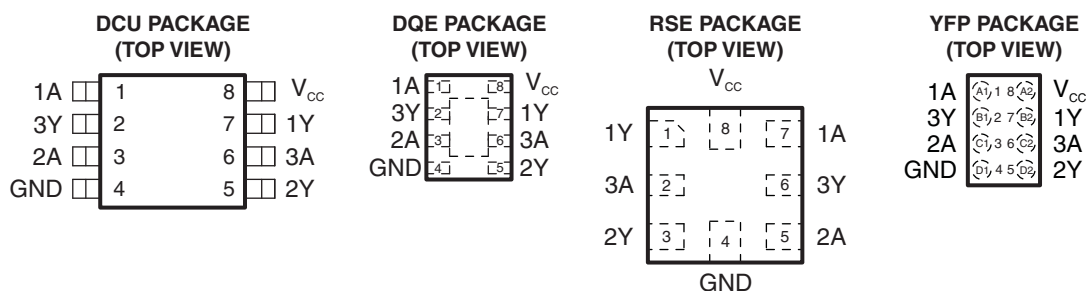 DCU PACKAGE
(TOP VIEW)
1A 1 8 VCC
3Y 2 7 1Y
2A 3 6 3A
GND 4 5 2Y
DQE PACKAGE
(TOP VIEW)
1A 1 8 VCC
3Y 2 7 1Y
2A 3 6 3A
GND 4 5 2Y
RSE PACKAGE
(TOP VIEW)
VCC
1Y 1 8 7 1A
3A 2 6 3Y
2Y 3 4 5 2A
GND
YFP PACKAGE
(TOP VIEW)
1A A1 1 8 A2 VCC
3Y B1 2 7 B2 1Y
2A C1 3 6 C2 3A
GND D1 4 5 D2 2Y